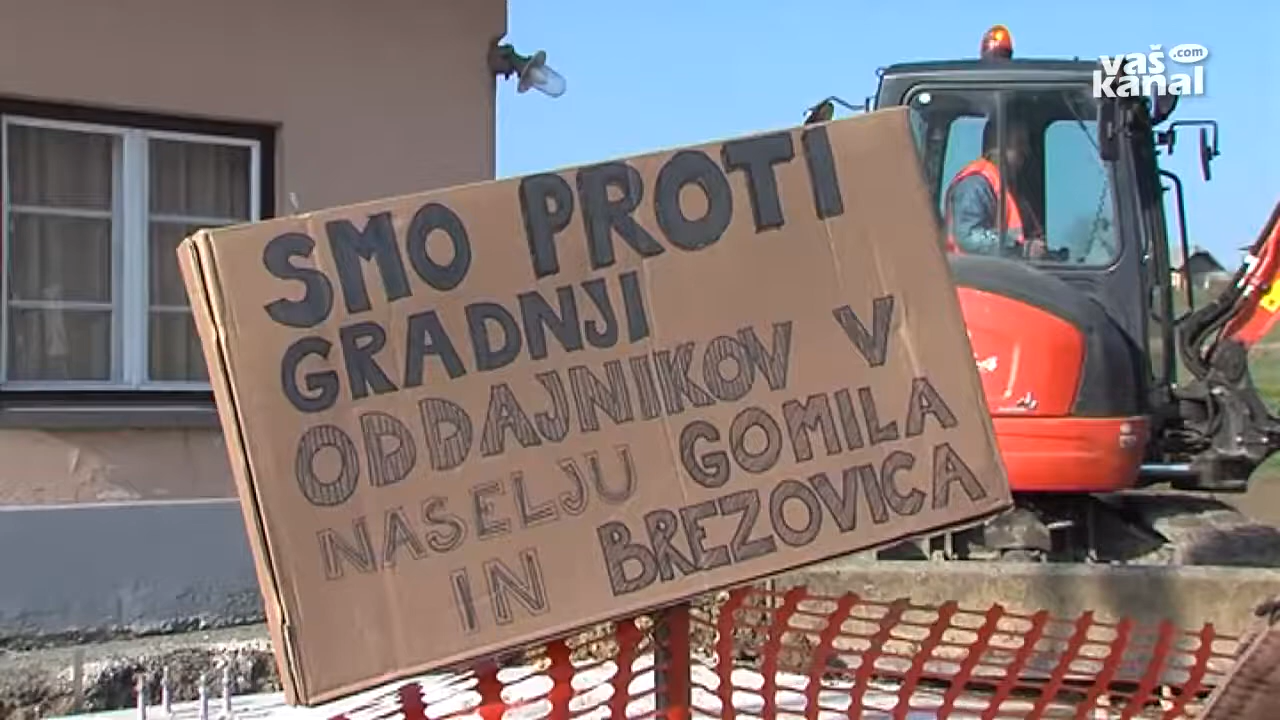 vaš .com
kanal
SMO PROTI
GRADNJI
ODDAJNIKOV V
NASELJU GOMILA
IN BREZOVICA